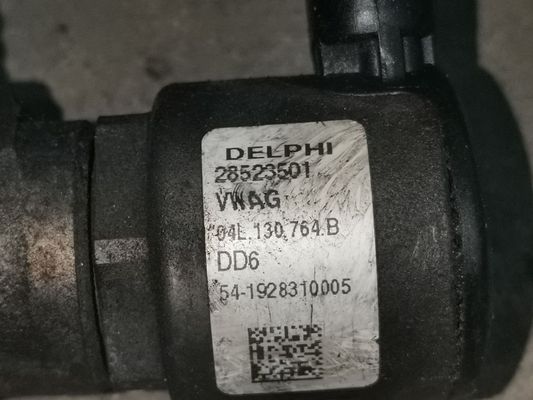 DELPHI
28523501
VWAG
04L.130.764.B
DD6
54-1928310005